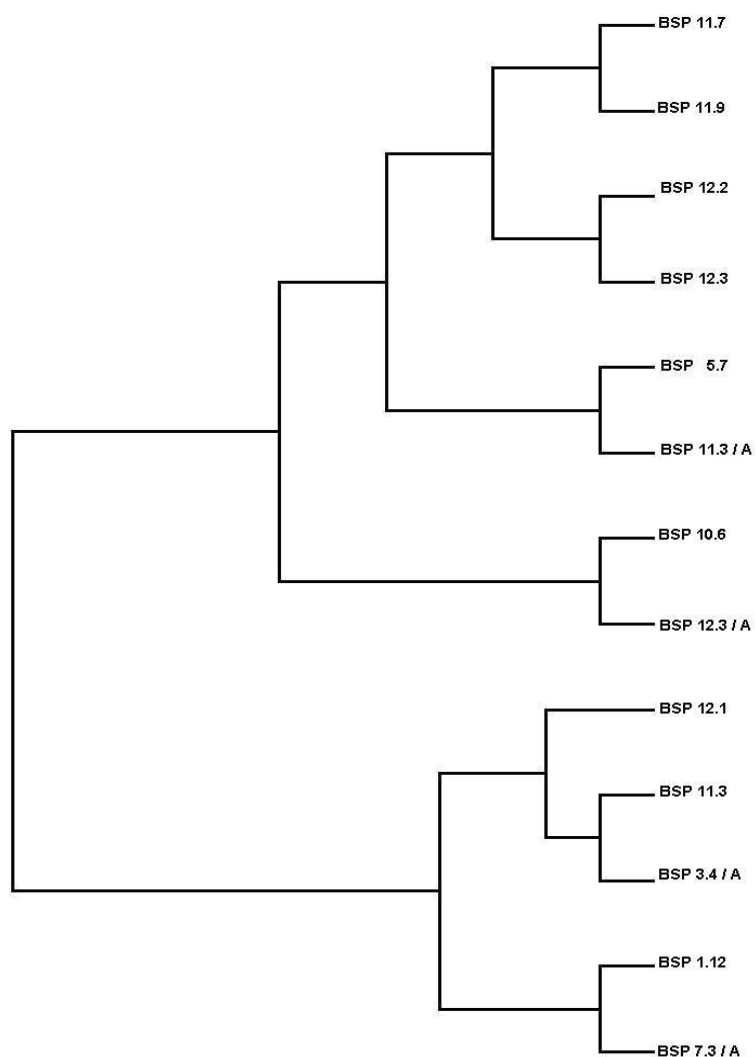 BSP 11.7
BSP 11.9
BSP 12.2
BSP 12.3
BSP 5.7
BSP 11.3 / A
BSP 10.6
BSP 12.3 / A
BSP 12.1
BSP 11.3
BSP 3.4 / A
BSP 1.12
BSP 7.3 / A